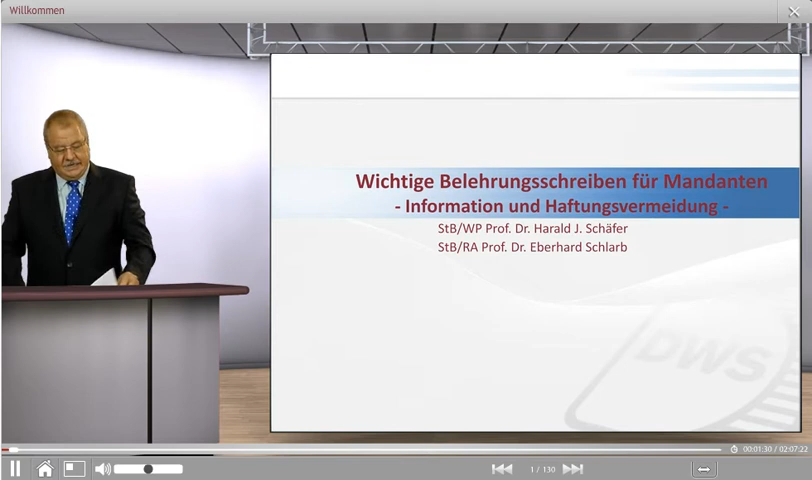 Willkommen
Wichtige Belehrungsschreiben für Mandanten
- Information und Haftungsvermeidung -
StB/WP Prof. Dr. Harald J. Schäfer
StB/RA Prof. Dr. Eberhard Schlarb
DWS
00:01:30 / 02:07:22
1 / 130